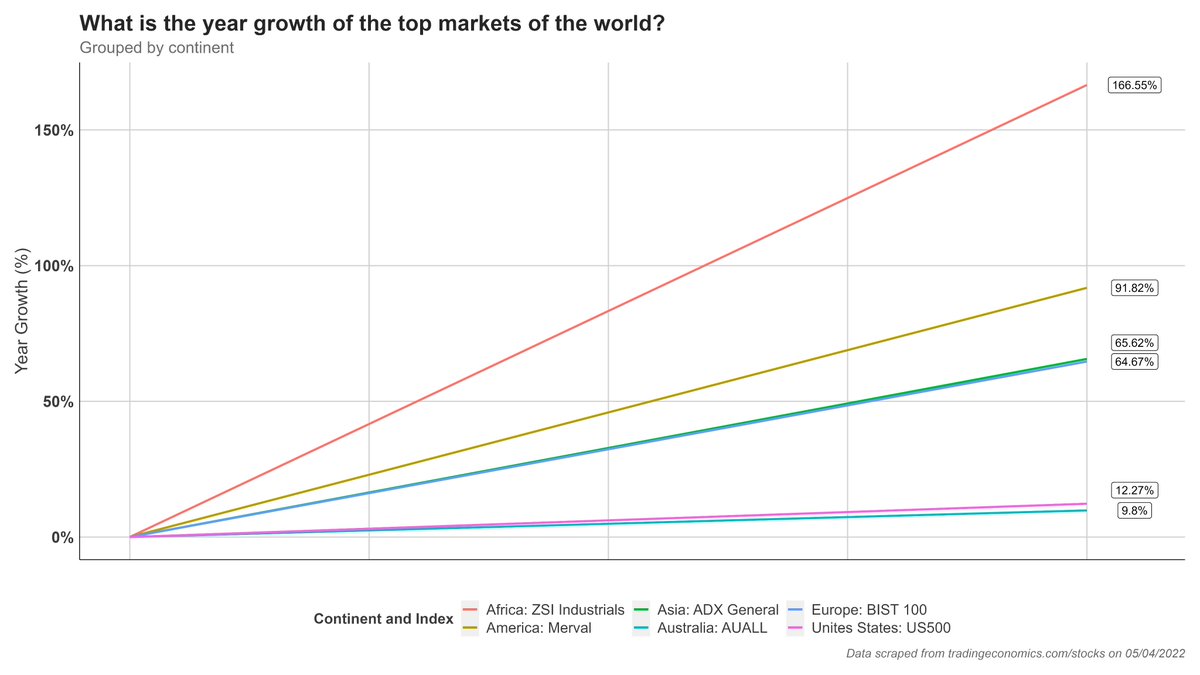 What is the year growth of the top markets of the world?
Grouped by continent
Year Growth (%)
150%
100%
50%
0%
166.55%
91.82%
65.62%
64.67%
12.27%
9.8%
Continent and Index
Africa: ZSI Industrials
Asia: ADX General
Europe: BIST 100
America: Merval
Australia: AUALL
Unites States: US500
Data scraped from tradingeconomics.com/stocks on 05/04/2022